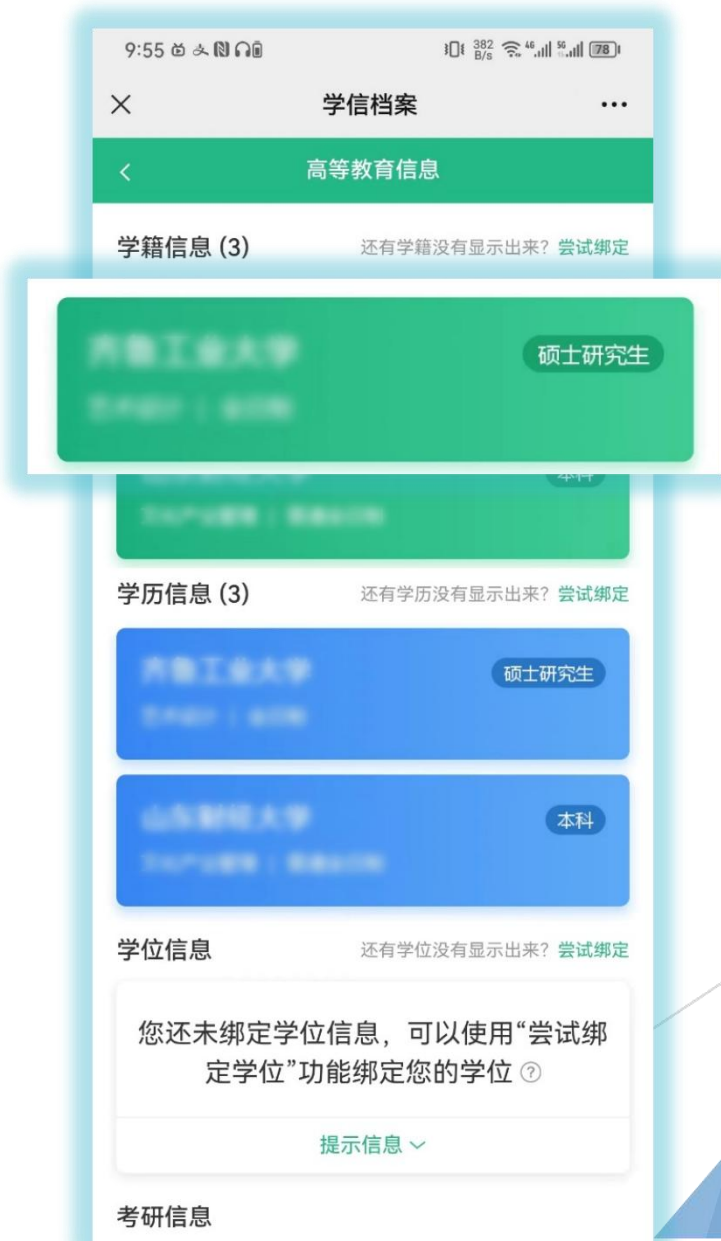 9:55
382 B/s 4G 5G 78
学信档案
高等教育信息
学籍信息 (3) 还有学籍没有显示出来? 尝试绑定
硕士研究生
本科
学历信息 (3) 还有学历没有显示出来? 尝试绑定
硕士研究生
本科
学位信息 还有学位没有显示出来? 尝试绑定
您还未绑定学位信息，可以使用“尝试绑
定学位”功能绑定您的学位
提示信息
考研信息